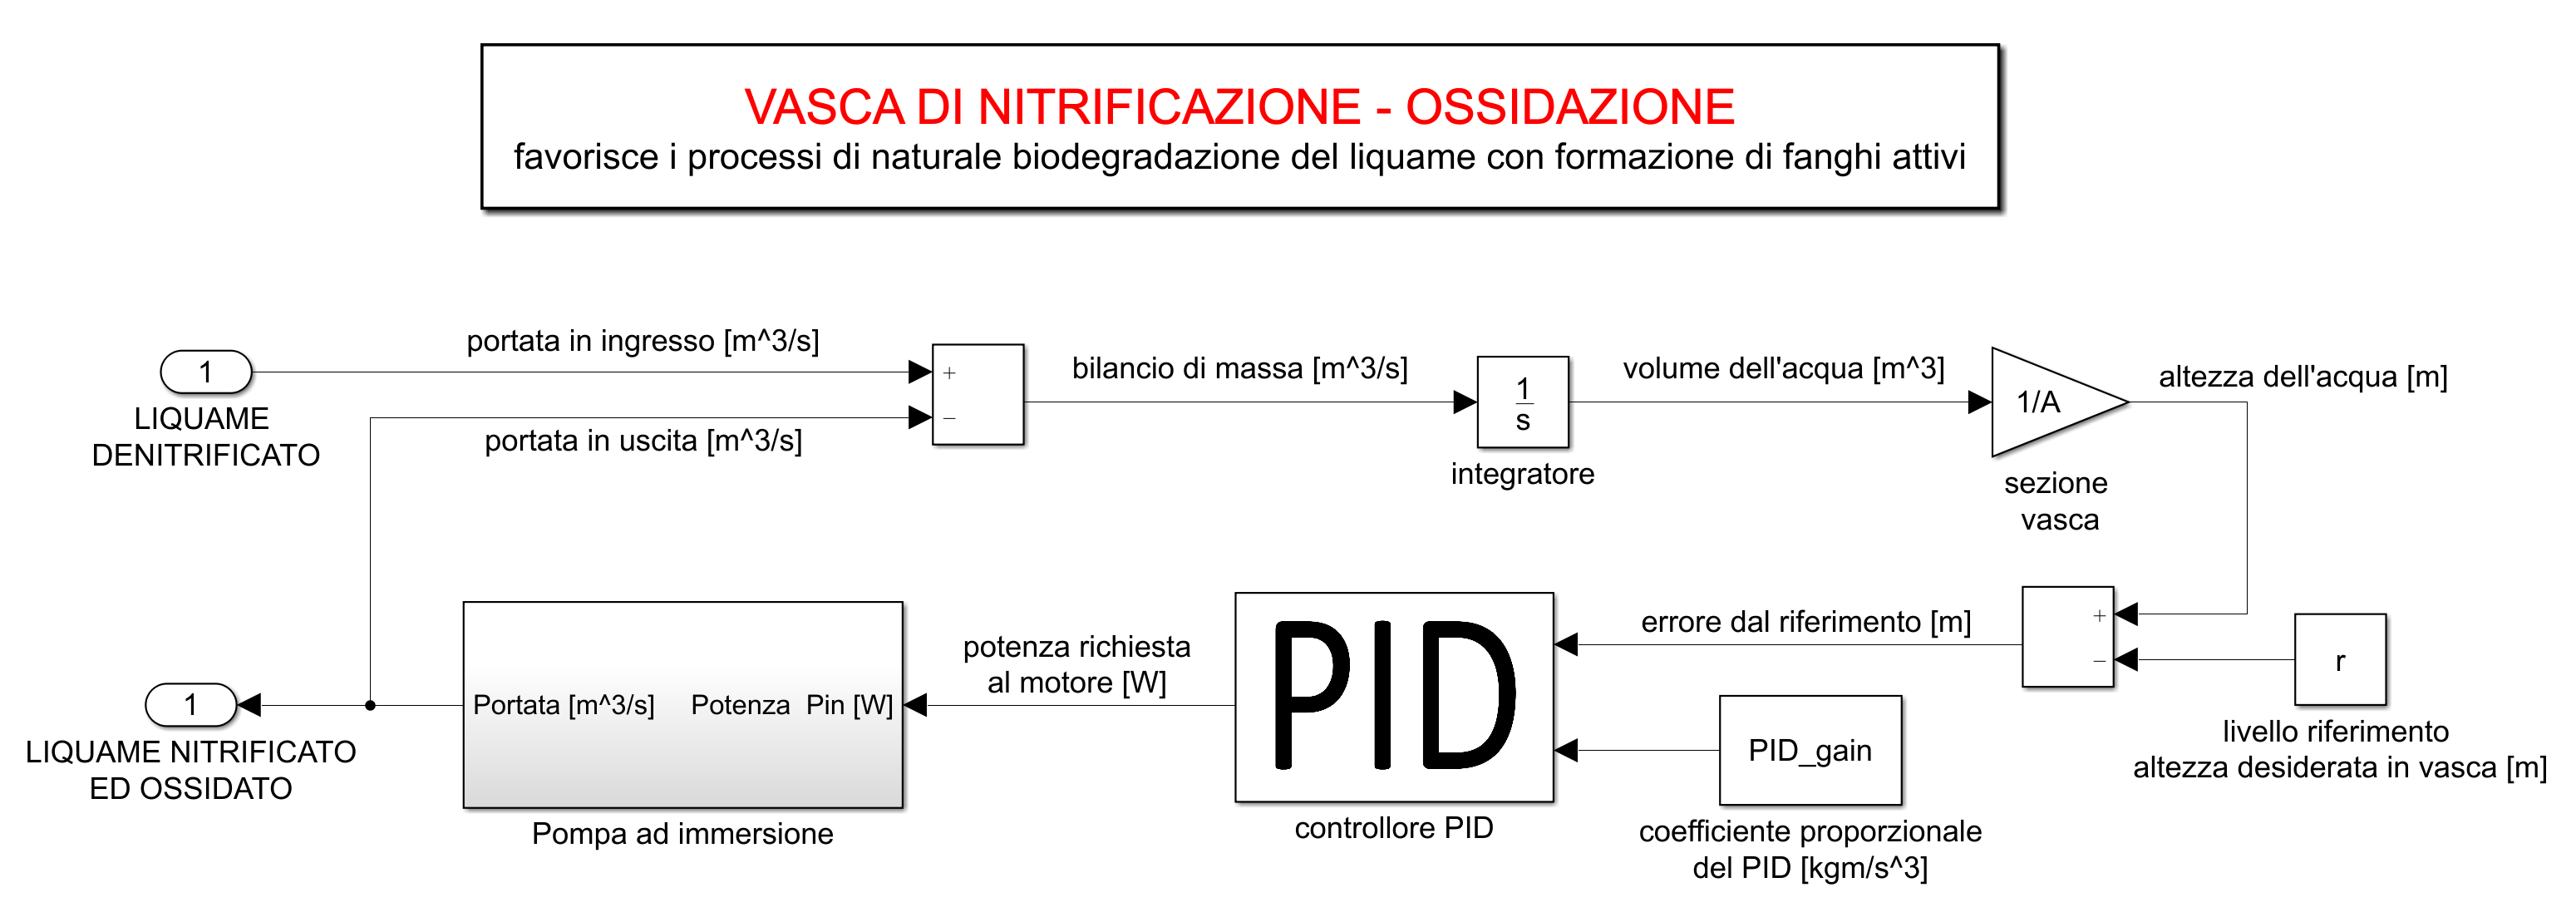 VASCA DI NITRIFICAZIONE - OSSIDAZIONE
favorisce i processi di naturale biodegradazione del liquame con formazione di fanghi attivi
1
LIQUAME
DENITRIFICATO
portata in ingresso [m^3/s]
portata in uscita [m^3/s]
+
−
bilancio di massa [m^3/s]
1
s
integratore
volume dell'acqua [m^3]
1/A
sezione
vasca
altezza dell'acqua [m]
+
−
r
livello riferimento
altezza desiderata in vasca [m]
errore dal riferimento [m]
PID_gain
coefficiente proporzionale
del PID [kgm/s^3]
PID
controllore PID
potenza richiesta
al motore [W]
Portata [m^3/s] Potenza Pin [W]
Pompa ad immersione
1
LIQUAME NITRIFICATO
ED OSSIDATO